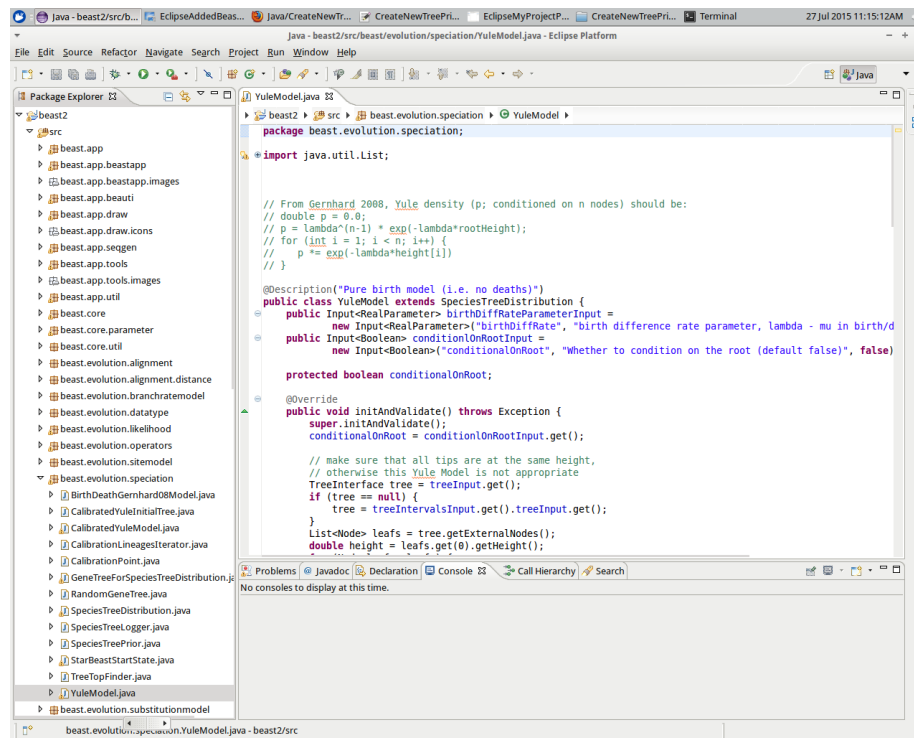 Java - beast2/src/b... EclipseAddedBeas... Java/CreateNewTr... CreateNewTreePri... EclipseMyProjectP... CreateNewTreePri... Terminal 27 Jul 2015 11:15:12AM
Java - beast2/src/beast/evolution/speciation/YuleModel.java - Eclipse Platform
File Edit Source Refactor Navigate Search Project Run Window Help
Java
Package Explorer
beast2
src
beast.app
beast.app.beastapp
beast.app.beastapp.images
beast.app.beauti
beast.app.draw
beast.app.draw.icons
beast.app.seqgen
beast.app.tools
beast.app.tools.images
beast.app.util
beast.core
beast.core.parameter
beast.core.util
beast.evolution.alignment
beast.evolution.alignment.distance
beast.evolution.branchratemodel
beast.evolution.datatype
beast.evolution.likelihood
beast.evolution.operators
beast.evolution.sitemodel
beast.evolution.speciation
BirthDeathGernhard08Model.java
CalibratedYuleInitialTree.java
CalibratedYuleModel.java
CalibrationLineagesIterator.java
CalibrationPoint.java
GeneTreeForSpeciesTreeDistribution.ja
RandomGeneTree.java
SpeciesTreeDistribution.java
SpeciesTreeLogger.java
SpeciesTreePrior.java
StarBeastStartState.java
TreeTopFinder.java
YuleModel.java
beast.evolution.substitutionmodel
YuleModel.java
beast2 src beast.evolution.speciation YuleModel
package beast.evolution.speciation;
import java.util.List;
// From Gernhard 2008, Yule density (p; conditioned on n nodes) should be:
// double p = 0.0;
// p = lambda^(n-1) * exp(-lambda*rootHeight);
// for (int i = 1; i < n; i++) {
// p *= exp(-lambda*height[i])
// }
@Description("Pure birth model (i.e. no deaths)")
public class YuleModel extends SpeciesTreeDistribution {
public Input<RealParameter> birthDiffRateParameterInput =
new Input<RealParameter>("birthDiffRate", "birth difference rate parameter, lambda - mu in birth/d
public Input<Boolean> conditionlOnRootInput =
new Input<Boolean>("conditionalOnRoot", "Whether to condition on the root (default false)", false)
protected boolean conditionalOnRoot;
@Override
public void initAndValidate() throws Exception {
super.initAndValidate();
conditionalOnRoot = conditionlOnRootInput.get();
// make sure that all tips are at the same height,
// otherwise this Yule Model is not appropriate
TreeInterface tree = treeInput.get();
if (tree == null) {
tree = treeIntervalsInput.get().treeInput.get();
}
List<Node> leafs = tree.getExternalNodes();
double height = leafs.get(0).getHeight();
Problems @ Javadoc Declaration Console Call Hierarchy Search
No consoles to display at this time.
beast.evolution.speciation.YuleModel.java - beast2/src